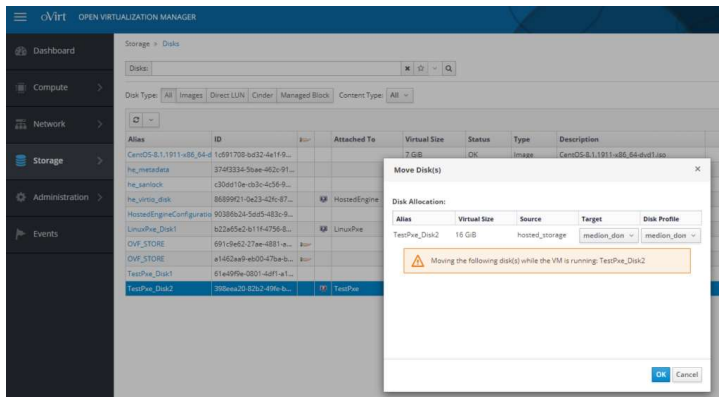 oVirt OPEN VIRTUALIZATION MANAGER
Dashboard
Compute
Network
Storage
Administration
Events
Storage » Disks
Disks:
Disk Type: All Images Direct LUN Cinder Managed Block Content Type: All
Alias ID Attached To Virtual Size Status Type Description
CentOS-8.1.1911-x86_64-d 1c691708-bd32-4a1f-9... 7 GiB OK Image CentOS-8.1.1911-x86_64-dvd1.iso
he_metadata 374f3334-9bae-462c-91...
he_sanlock c30dd10e-cb3c-4c56-9...
he_virtio_disk 86899f21-0e23-42fc-87... HostedEngine
HostedEngineConfiguratio 90386b24-5dd5-483c-9...
LinuxPxe_Disk1 b22a65e2-b11f-4756-8... LinuxPxe
OVF_STORE 691c9e62-27ae-4881-a...
OVF_STORE a1462aa9-eb00-47ba-b...
TestPxe_Disk1 61e49f9e-0801-4df1-a1...
TestPxe_Disk2 398eea20-82b2-49fe-b... TestPxe
Move Disk(s)
Disk Allocation:
Alias Virtual Size Source Target Disk Profile
TestPxe_Disk2 16 GiB hosted_storage medion_don medion_don
Moving the following disk(s) while the VM is running: TestPxe_Disk2
OK Cancel